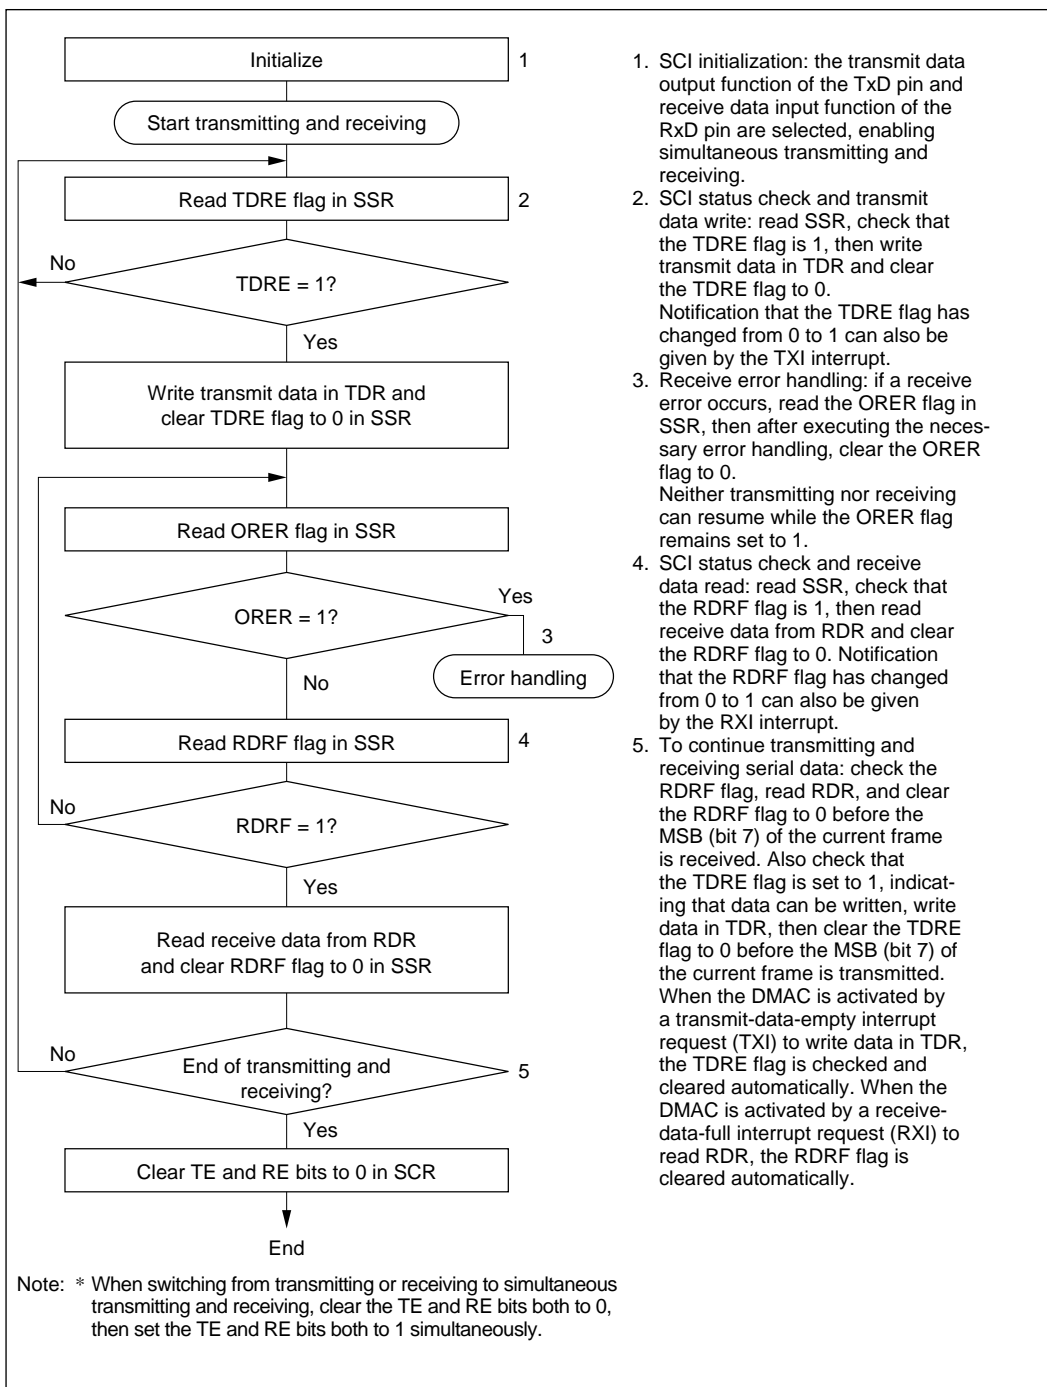 Initialize
1
Start transmitting and receiving
Read TDRE flag in SSR
2
No
TDRE = 1?
Yes
Write transmit data in TDR and
clear TDRE flag to 0 in SSR
Read ORER flag in SSR
ORER = 1?
Yes
3
Error handling
No
Read RDRF flag in SSR
4
No
RDRF = 1?
Yes
Read receive data from RDR
and clear RDRF flag to 0 in SSR
No
End of transmitting and
receiving?
5
Yes
Clear TE and RE bits to 0 in SCR
End
1. SCI initialization: the transmit data
output function of the TxD pin and
receive data input function of the
RxD pin are selected, enabling
simultaneous transmitting and
receiving.
2. SCI status check and transmit
data write: read SSR, check that
the TDRE flag is 1, then write
transmit data in TDR and clear
the TDRE flag to 0.
Notification that the TDRE flag has
changed from 0 to 1 can also be
given by the TXI interrupt.
3. Receive error handling: if a receive
error occurs, read the ORER flag in
SSR, then after executing the neces-
sary error handling, clear the ORER
flag to 0.
Neither transmitting nor receiving
can resume while the ORER flag
remains set to 1.
4. SCI status check and receive
data read: read SSR, check that
the RDRF flag is 1, then read
receive data from RDR and clear
the RDRF flag to 0. Notification
that the RDRF flag has changed
from 0 to 1 can also be given
by the RXI interrupt.
5. To continue transmitting and
receiving serial data: check the
RDRF flag, read RDR, and clear
the RDRF flag to 0 before the
MSB (bit 7) of the current frame
is received. Also check that
the TDRE flag is set to 1, indicat-
ing that data can be written, write
data in TDR, then clear the TDRE
flag to 0 before the MSB (bit 7) of
the current frame is transmitted.
When the DMAC is activated by
a transmit-data-empty interrupt
request (TXI) to write data in TDR,
the TDRE flag is checked and
cleared automatically. When the
DMAC is activated by a receive-
data-full interrupt request (RXI) to
read RDR, the RDRF flag is
cleared automatically.
Note: * When switching from transmitting or receiving to simultaneous
transmitting and receiving, clear the TE and RE bits both to 0,
then set the TE and RE bits both to 1 simultaneously.